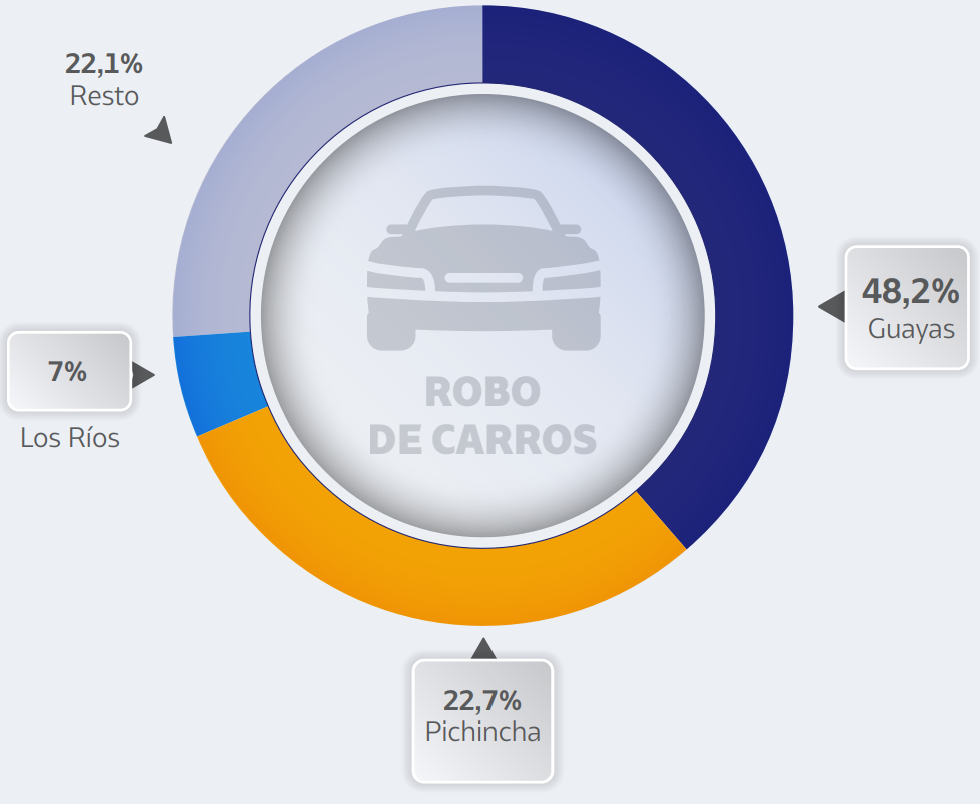 22,1%
Resto
48,2%
Guayas
7%
Los Ríos
ROBO
DE CARROS
22,7%
Pichincha